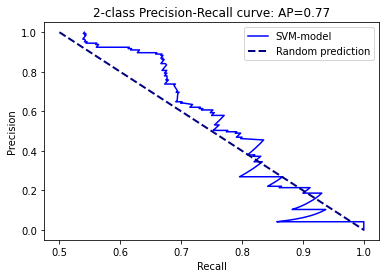 2-class Precision-Recall curve: AP=0.77
SVM-model
Random prediction
Precision
1.0
0.8
0.6
0.4
0.2
0.0
0.5 0.6 0.7 0.8 0.9 1.0
Recall